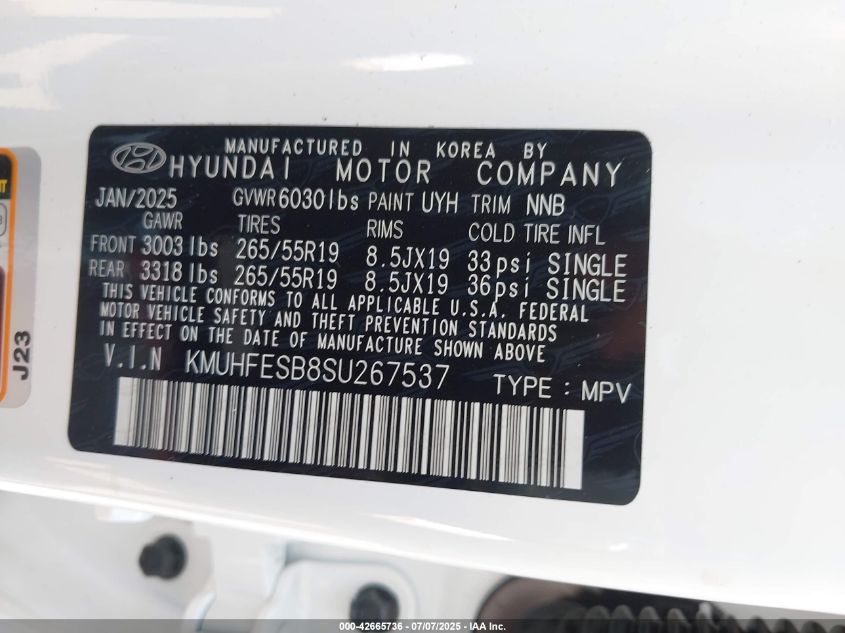 MANUFACTURED IN KOREA BY
HYUNDAI MOTOR COMPANY
JAN/2025 GVWR 6030lbs PAINT UYH TRIM NNB
GAWR TIRES RIMS COLD TIRE INFL
FRONT 3003lbs 265/55R19 8.5JX19 33psi SINGLE
REAR 3318lbs 265/55R19 8.5JX19 36psi SINGLE
THIS VEHICLE CONFORMS TO ALL APPLICABLE U.S.A. FEDERAL
MOTOR VEHICLE SAFETY AND THEFT PREVENTION STANDARDS
IN EFFECT ON THE DATE OF MANUFACTURE SHOWN ABOVE
V.I.N KMUHFESB8SU267537 TYPE : MPV
J23
000-42665736 - 07/07/2025 - IAA Inc.